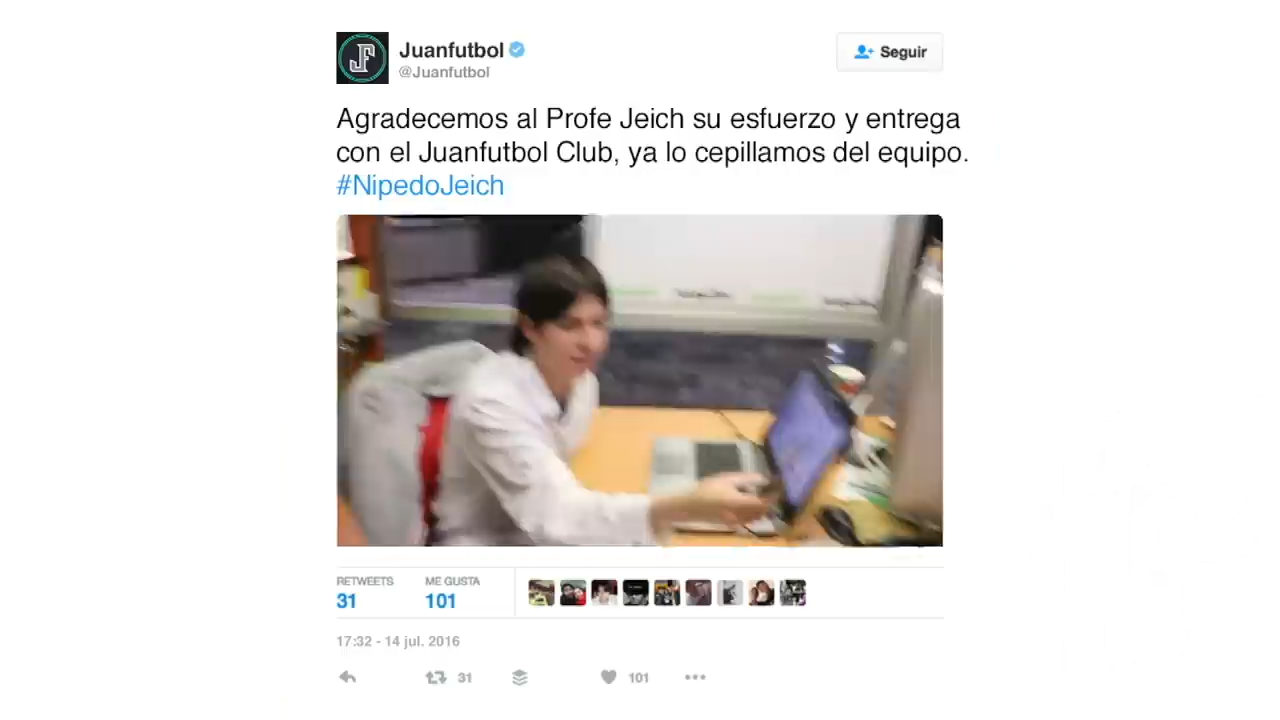 JF
Juanfutbol
@Juanfutbol
Seguir
Agradecemos al Profe Jeich su esfuerzo y entrega
con el Juanfutbol Club, ya lo cepillamos del equipo.
#NipedoJeich
RETWEETS
31
ME GUSTA
101
17:32 - 14 jul. 2016
31
101